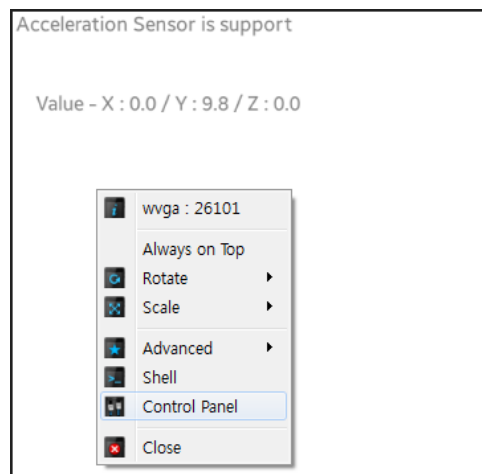 Acceleration Sensor is support
Value - X : 0.0 / Y : 9.8 / Z : 0.0
wvga : 26101
Always on Top
Rotate
Scale
Advanced
Shell
Control Panel
Close